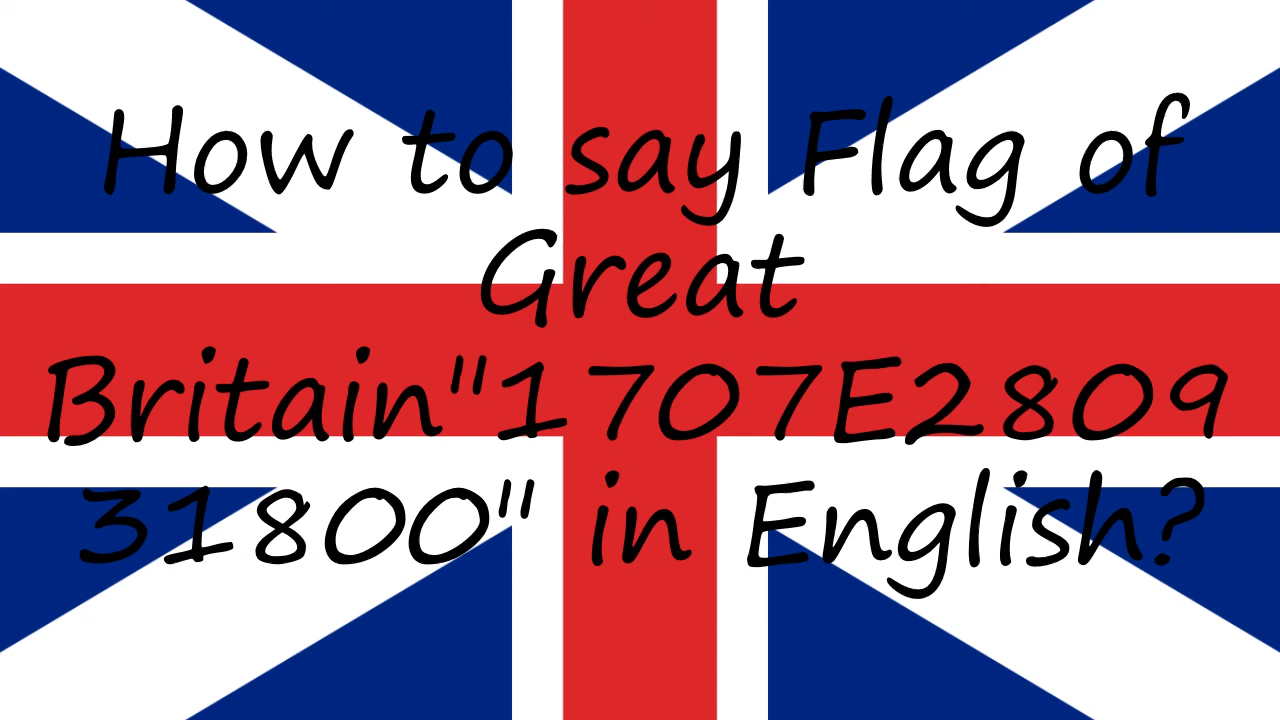 How to say Flag of
Great
Britain"1707E2809
31800" in English?